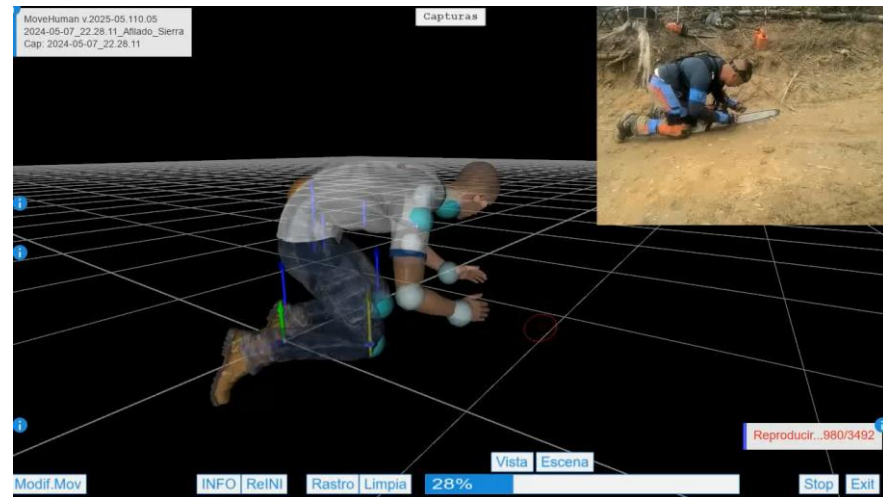 MoveHuman v.2025-05.110.05
2024-05-07_22.28.11_Afilado_Sierra
Cap: 2024-05-07_22.28.11
Capturas
Reproducir...980/3492
Vista Escena
Modif.Mov INFO ReINI Rastro Limpia 28% Stop Exit